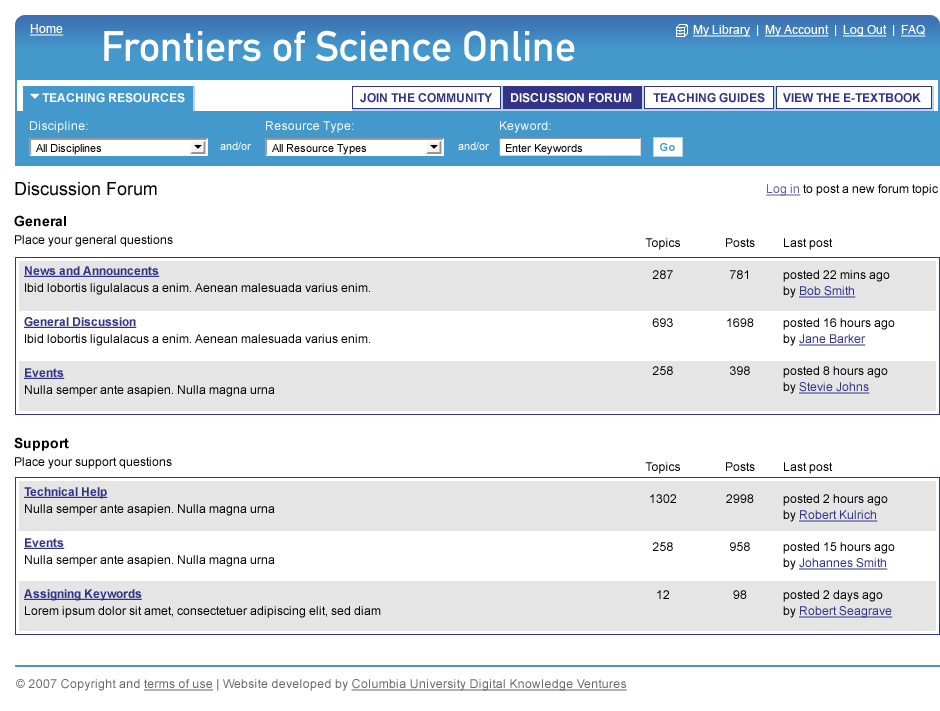 Home
Frontiers of Science Online
My Library | My Account | Log Out | FAQ
TEACHING RESOURCES
JOIN THE COMMUNITY
DISCUSSION FORUM
TEACHING GUIDES
VIEW THE E-TEXTBOOK
Discipline: Resource Type: Keyword:
All Disciplines and/or All Resource Types and/or Enter Keywords Go
Discussion Forum
Log in to post a new forum topic
General
Place your general questions
Topics Posts Last post
News and Announcents 287 781 posted 22 mins ago
Ibid lobortis ligulalacus a enim. Aenean malesuada varius enim. by Bob Smith
General Discussion 693 1698 posted 16 hours ago
Ibid lobortis ligulalacus a enim. Aenean malesuada varius enim. by Jane Barker
Events 258 398 posted 8 hours ago
Nulla semper ante asapien. Nulla magna urna by Stevie Johns
Support
Place your support questions
Topics Posts Last post
Technical Help 1302 2998 posted 2 hours ago
Nulla semper ante asapien. Nulla magna urna by Robert Kulrich
Events 258 958 posted 15 hours ago
Nulla semper ante asapien. Nulla magna urna by Johannes Smith
Assigning Keywords 12 98 posted 2 days ago
Lorem ipsum dolor sit amet, consectetuer adipiscing elit, sed diam by Robert Seagrave
© 2007 Copyright and terms of use | Website developed by Columbia University Digital Knowledge Ventures